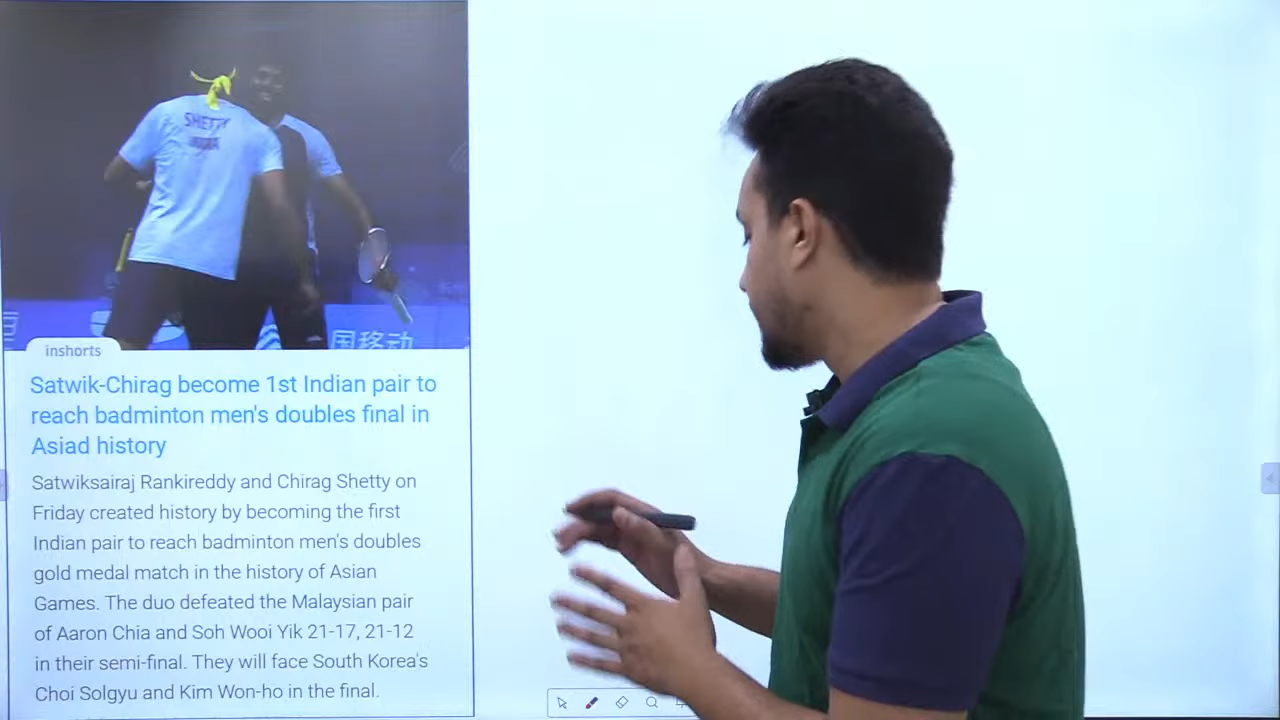 SHETTY
INDIA
国移动
inshorts
Satwik-Chirag become 1st Indian pair to
reach badminton men's doubles final in
Asiad history
Satwiksairaj Rankireddy and Chirag Shetty on
Friday created history by becoming the first
Indian pair to reach badminton men's doubles
gold medal match in the history of Asian
Games. The duo defeated the Malaysian pair
of Aaron Chia and Soh Wooi Yik 21-17, 21-12
in their semi-final. They will face South Korea's
Choi Solgyu and Kim Won-ho in the final.